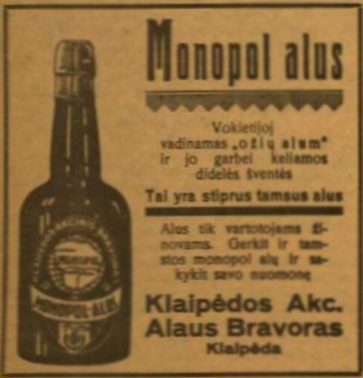 Monopol alus
Vokietijoj
vadinamas „ožių alum"
ir jo garbei keliamos
didelės šventės
Tai yra stiprus tamsus alus
Alus tik vartotojams ži-
novams. Gerkit ir tam-
stos monopol alų ir sa-
kykit savo nuomonę
Klaipėdos Akc.
Alaus Bravoras
Klaipėda
MONOPOL
MONOPOL-ALUS